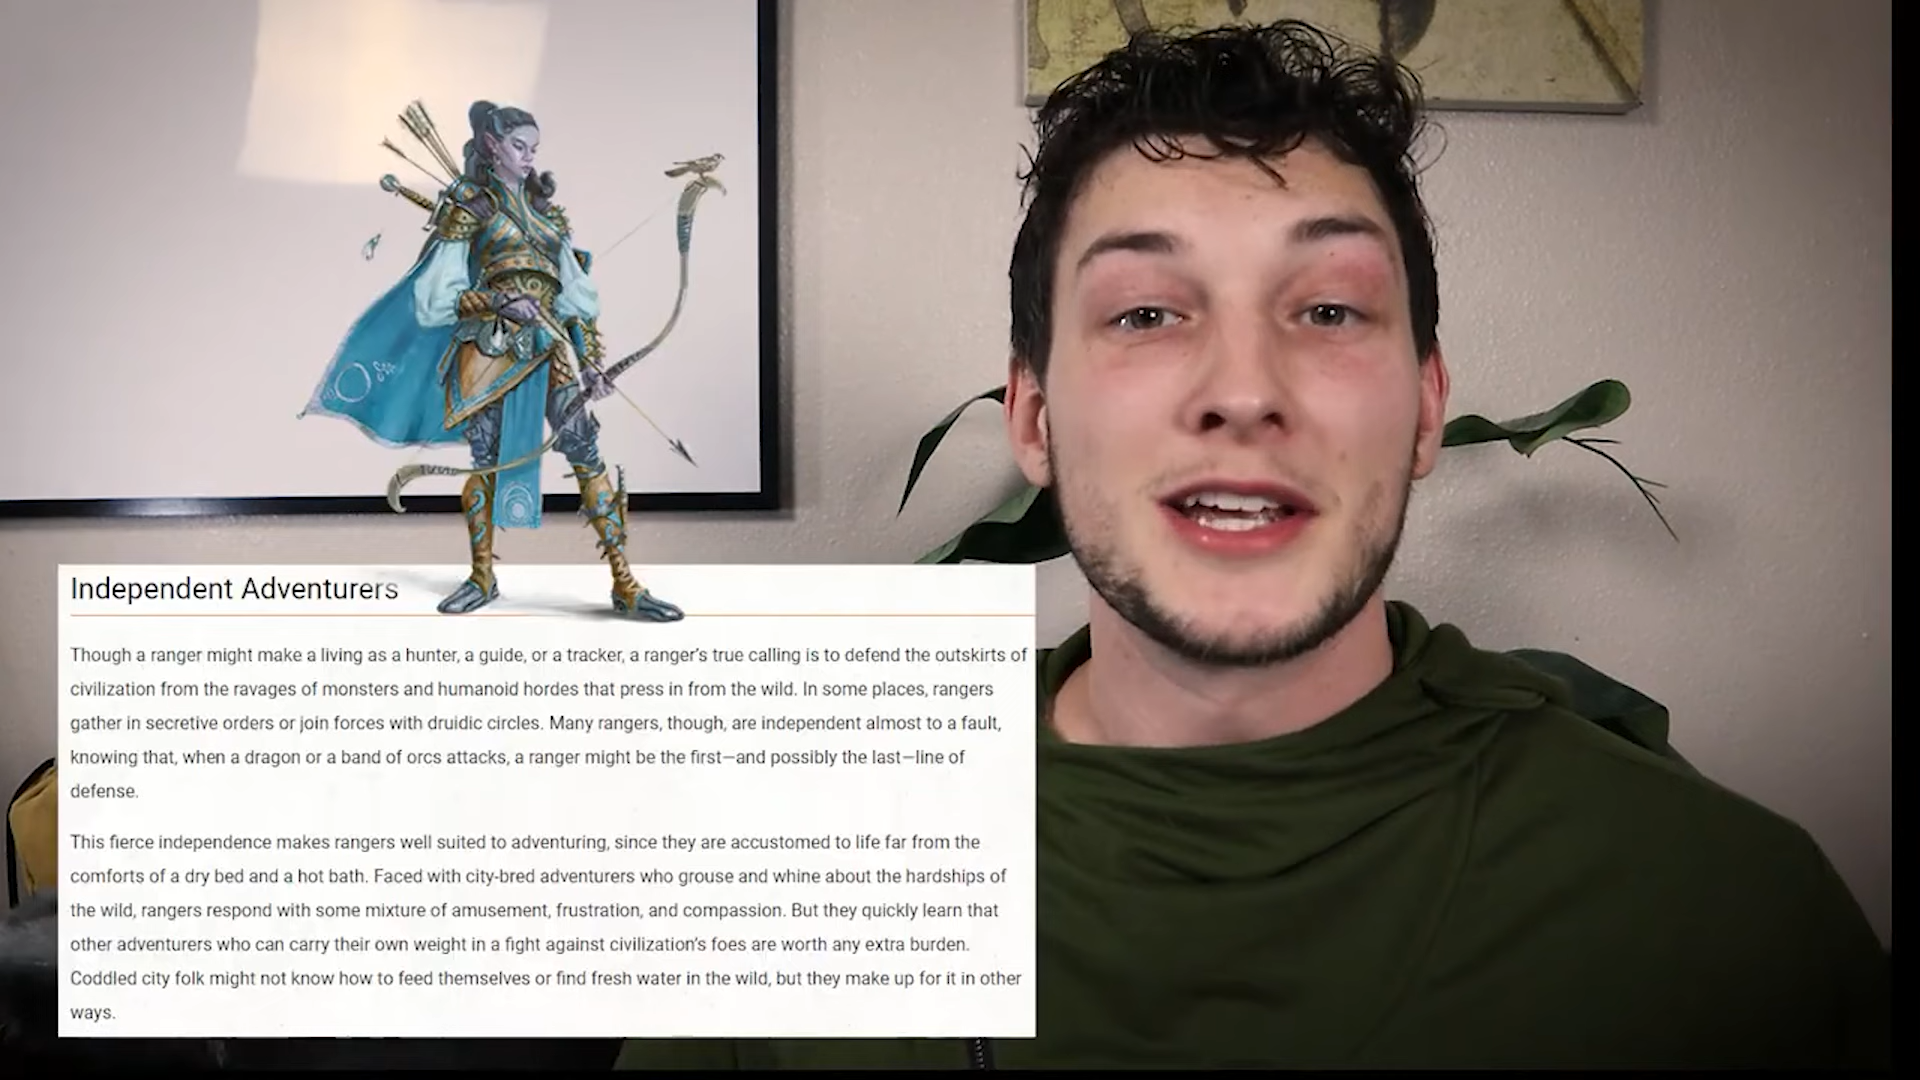 Independent Adventurers
Though a ranger might make a living as a hunter, a guide, or a tracker, a ranger's true calling is to defend the outskirts of
civilization from the ravages of monsters and humanoid hordes that press in from the wild. In some places, rangers
gather in secretive orders or join forces with druidic circles. Many rangers, though, are independent almost to a fault,
knowing that, when a dragon or a band of orcs attacks, a ranger might be the first—and possibly the last—line of
defense.
This fierce independence makes rangers well suited to adventuring, since they are accustomed to life far from the
comforts of a dry bed and a hot bath. Faced with city-bred adventurers who grouse and whine about the hardships of
the wild, rangers respond with some mixture of amusement, frustration, and compassion. But they quickly learn that
other adventurers who can carry their own weight in a fight against civilization's foes are worth any extra burden.
Coddled city folk might not know how to feed themselves or find fresh water in the wild, but they make up for it in other
ways.